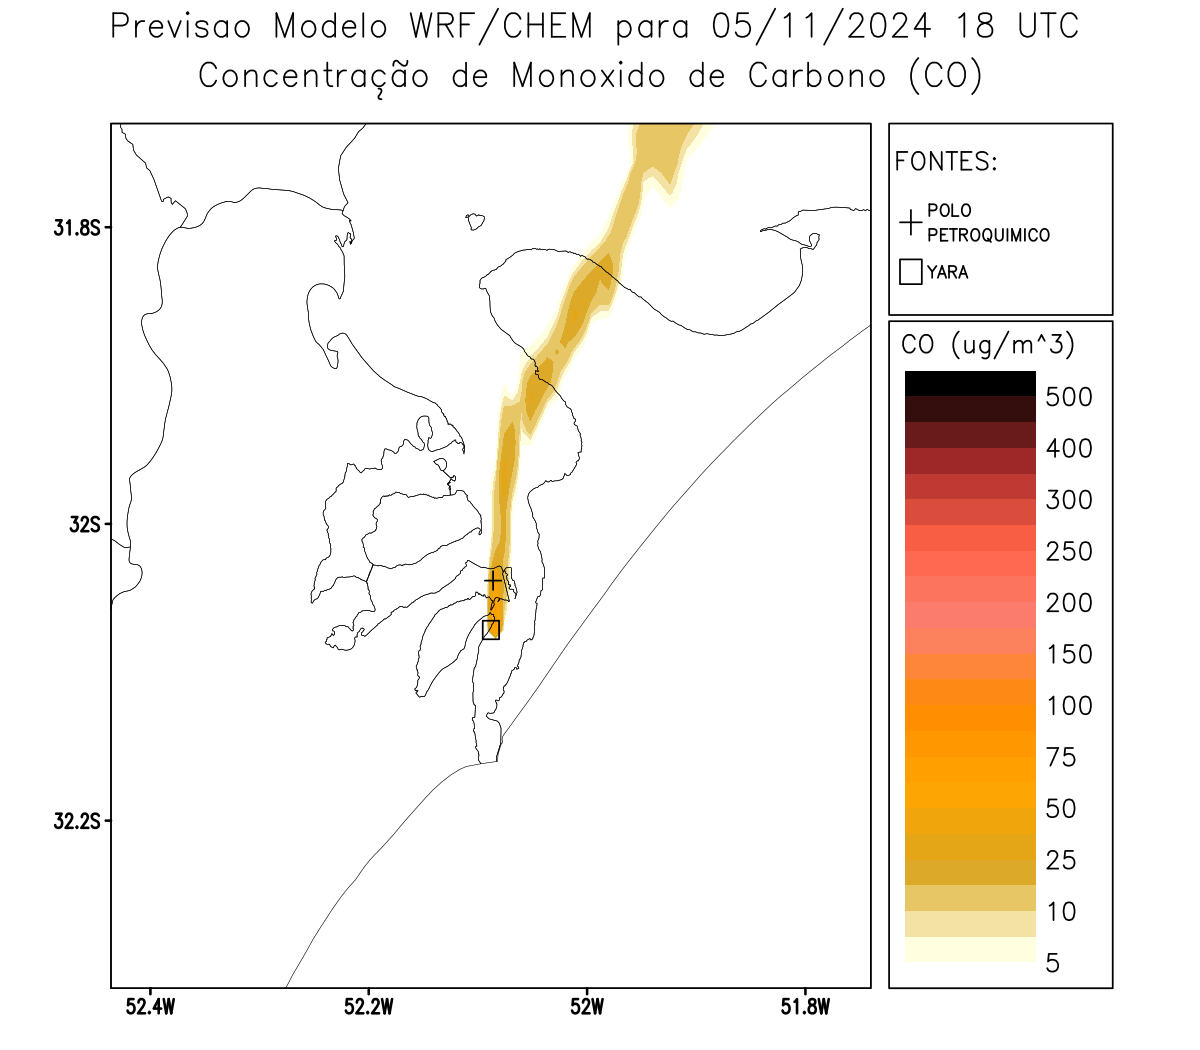 Previsao Modelo WRF/CHEM para 05/11/2024 18 UTC
Concentração de Monoxido de Carbono (CO)
FONTES:
POLO
PETROQUIMICO
YARA
31.8S
32S
32.2S
52.4W
52.2W
52W
51.8W
CO (ug/m^3)
500
400
300
250
200
150
100
75
50
25
10
5